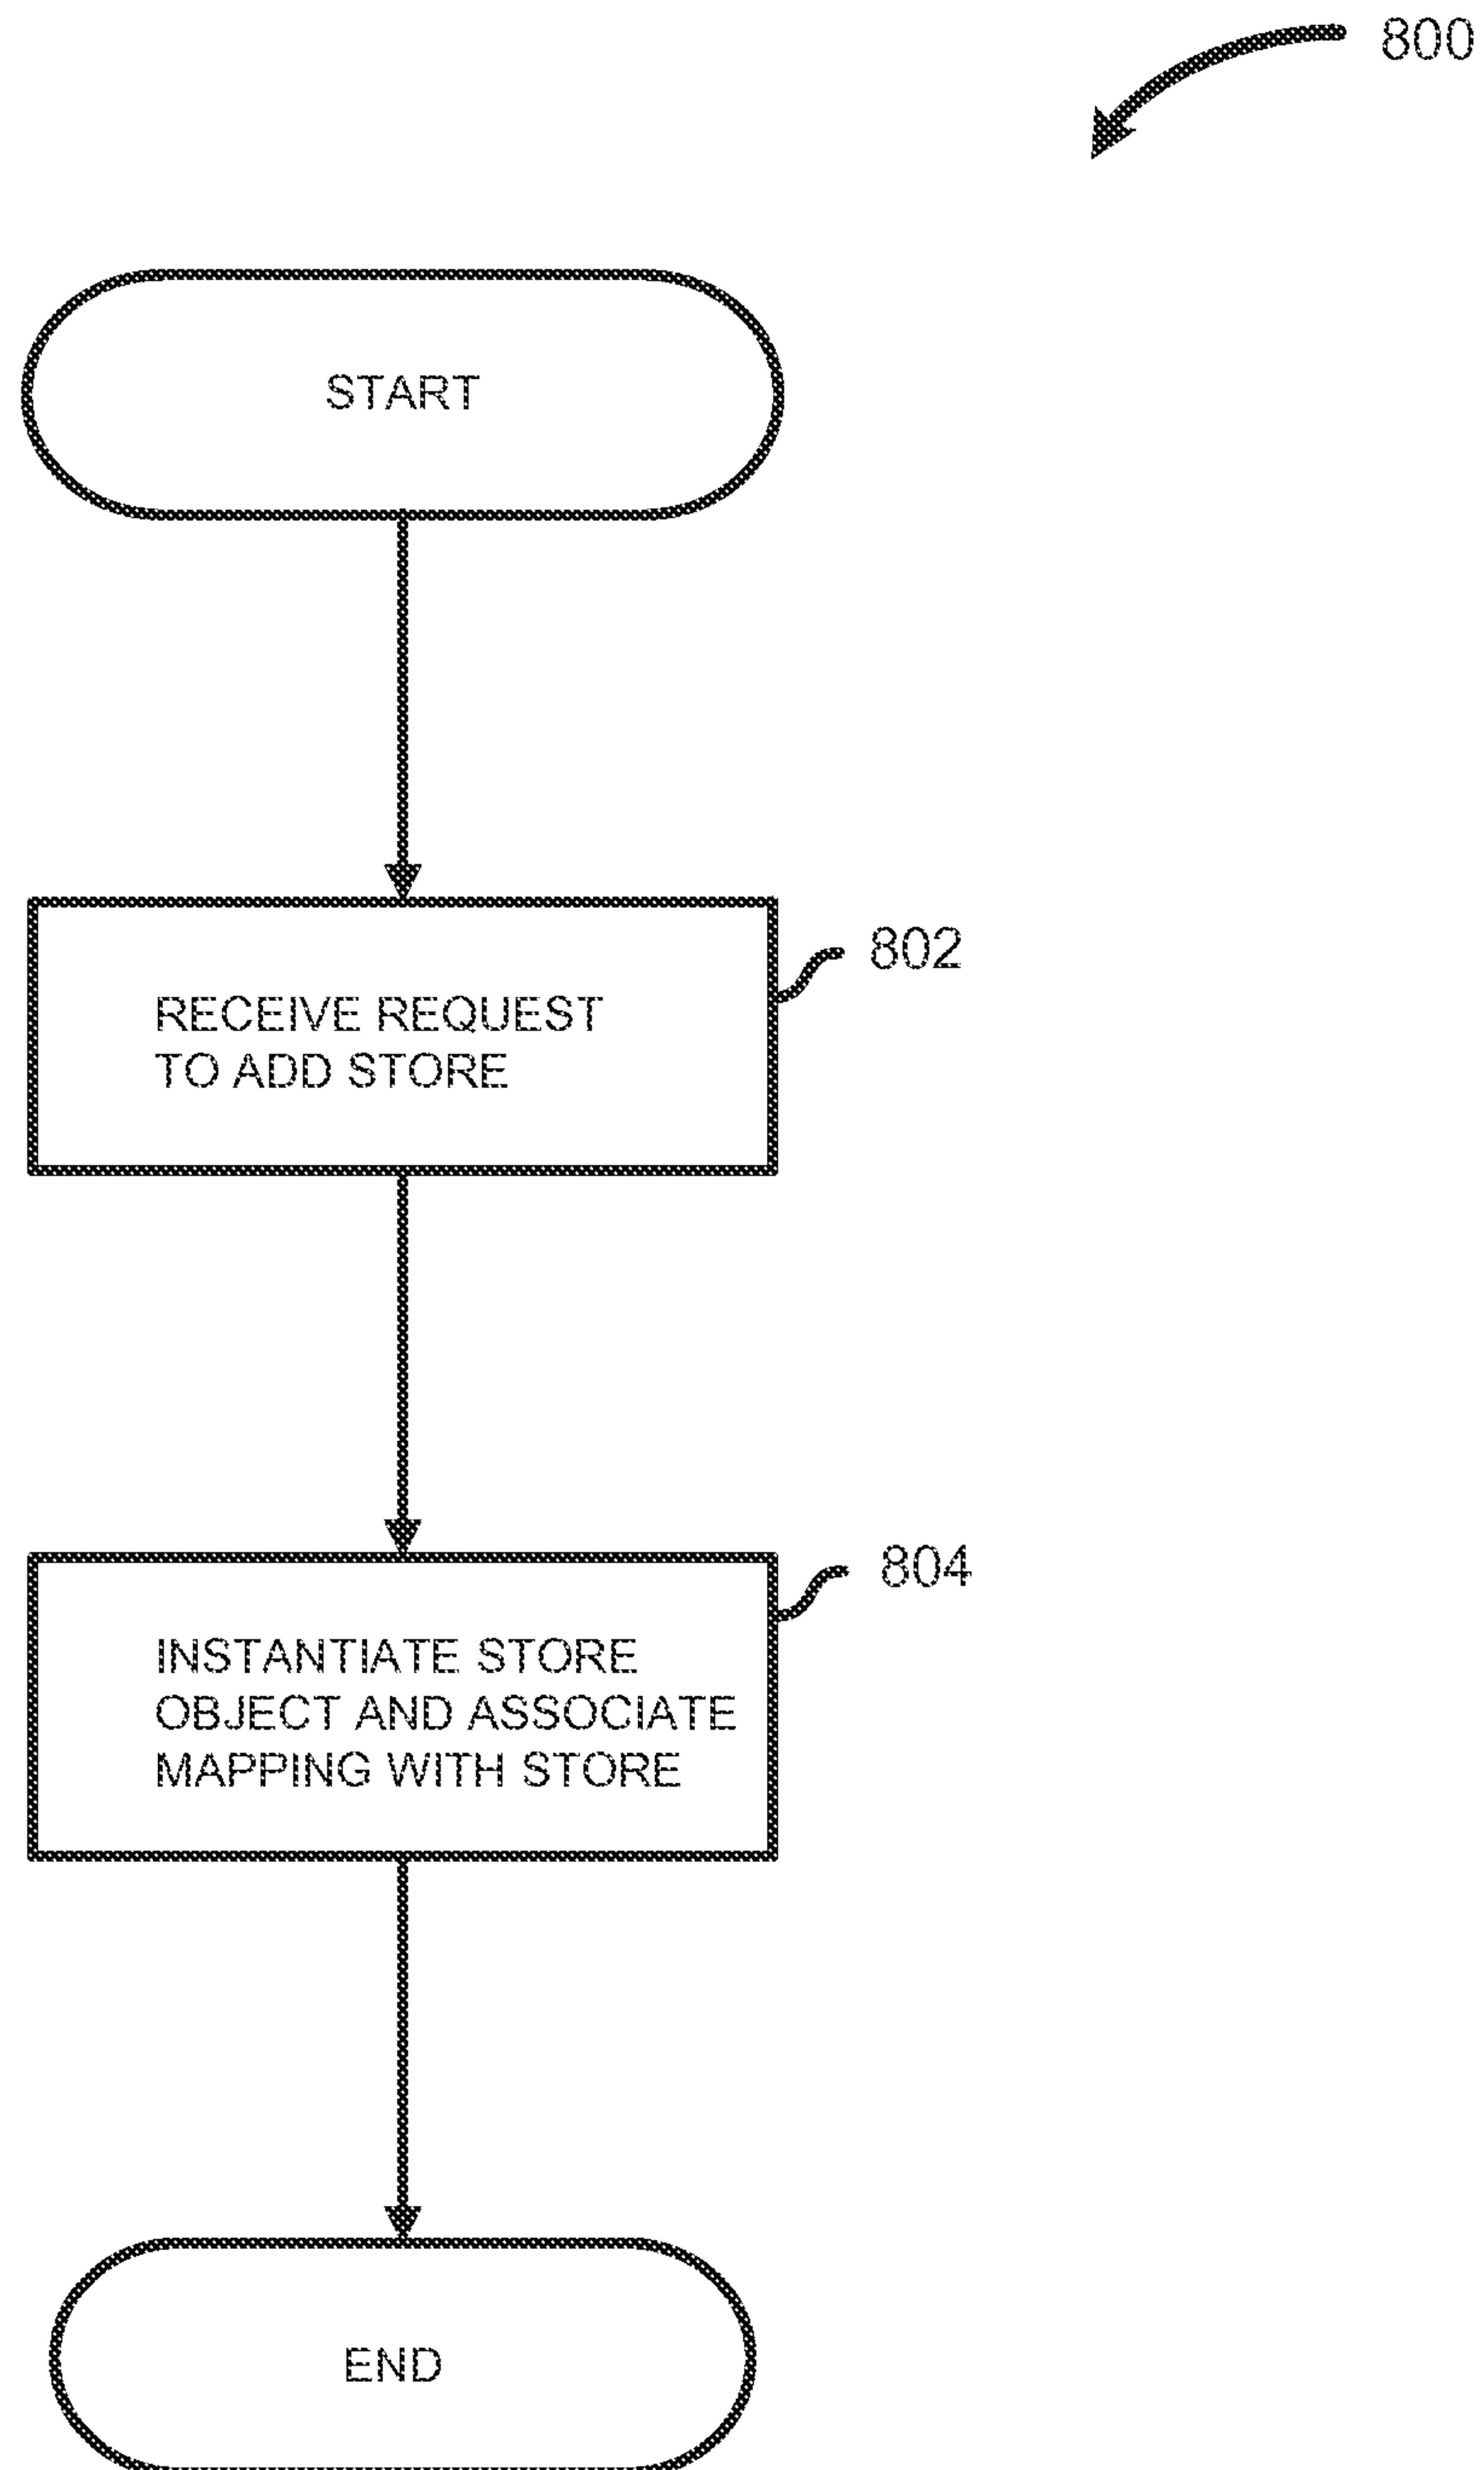 800
START
802
RECEIVE REQUEST
TO ADD STORE
804
INSTANTIATE STORE
OBJECT AND ASSOCIATE
MAPPING WITH STORE
END